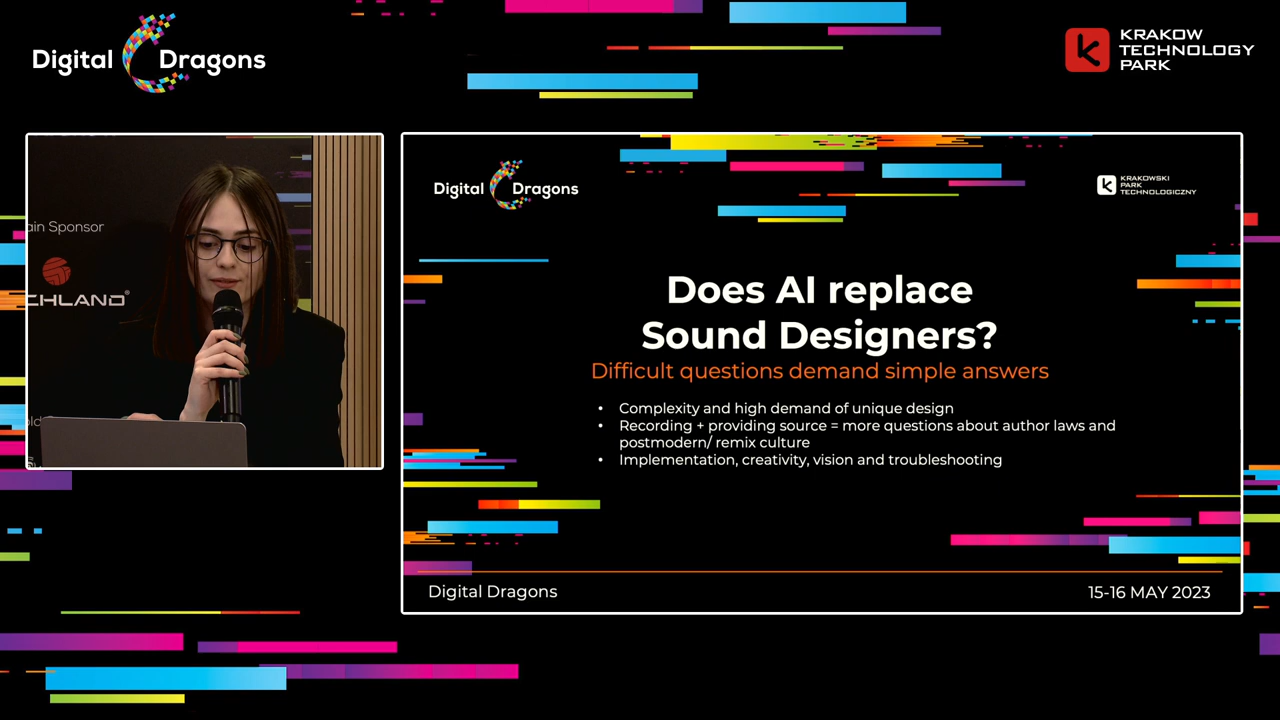 Digital Dragons
KRAKOW
TECHNOLOGY
PARK
ain Sponsor
CHLAND®
Digital Dragons
KRAKOWSKI
PARK
TECHNOLOGICZNY
Does AI replace
Sound Designers?
Difficult questions demand simple answers
• Complexity and high demand of unique design
• Recording + providing source = more questions about author laws and
postmodern/ remix culture
• Implementation, creativity, vision and troubleshooting
Digital Dragons
15-16 MAY 2023